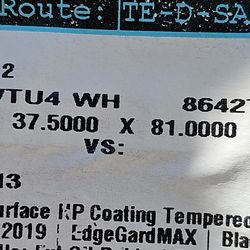 Route: TE-D-SA
2
VTU4 WH 8642
37.5000 X 81.0000
VS:
13
urface HP Coating Tempered
2019 | EdgeGardMAX | Bla